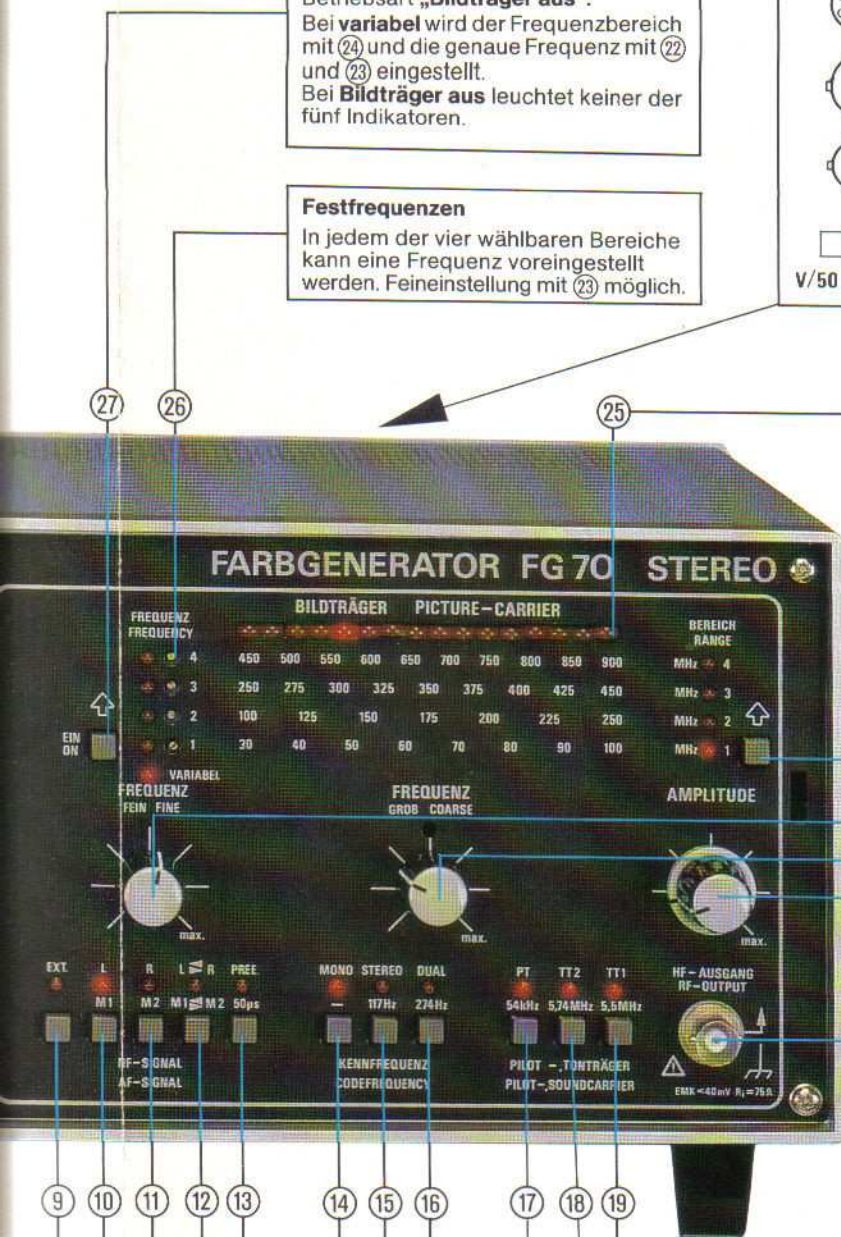 Betriebsart „Bildträger aus“.
Bei variabel wird der Frequenzbereich
mit ㉔ und die genaue Frequenz mit ㉒
und ㉓ eingestellt.
Bei Bildträger aus leuchtet keiner der
fünf Indikatoren.
Festfrequenzen
In jedem der vier wählbaren Bereiche
kann eine Frequenz voreingestellt
werden. Feineinstellung mit ㉓ möglich.
V/50
㉗ ㉖ ㉕
FARBGENERATOR FG 70 STEREO
FREQUENZ
FREQUENCY
4
3
2
1
VARIABEL
EIN
ON
BILDTRÄGER PICTURE-CARRIER
450 500 550 600 650 700 750 800 850 900
250 275 300 325 350 375 400 425 450
100 125 150 175 200 225 250
30 40 50 60 70 80 90 100
BEREICH
RANGE
MHz 4
MHz 3
MHz 2
MHz 1
FREQUENZ
FEIN FINE
max.
FREQUENZ
GROB COARSE
max.
AMPLITUDE
max.
EXT. L R L R PREE.
M1 M2 M1 M2 50µs
NF-SIGNAL
AF-SIGNAL
MONO STEREO DUAL
— 117Hz 274Hz
KENNFREQUENZ
CODEFREQUENCY
PT TT2 TT1
54kHz 5,74MHz 5,5MHz
PILOT -,TONTRÄGER
PILOT-,SOUNDCARRIER
HF-AUSGANG
RF-OUTPUT
EMK<40mV Ri=75Ω
⑨ ⑩ ⑪ ⑫ ⑬ ⑭ ⑮ ⑯ ⑰ ⑱ ⑲